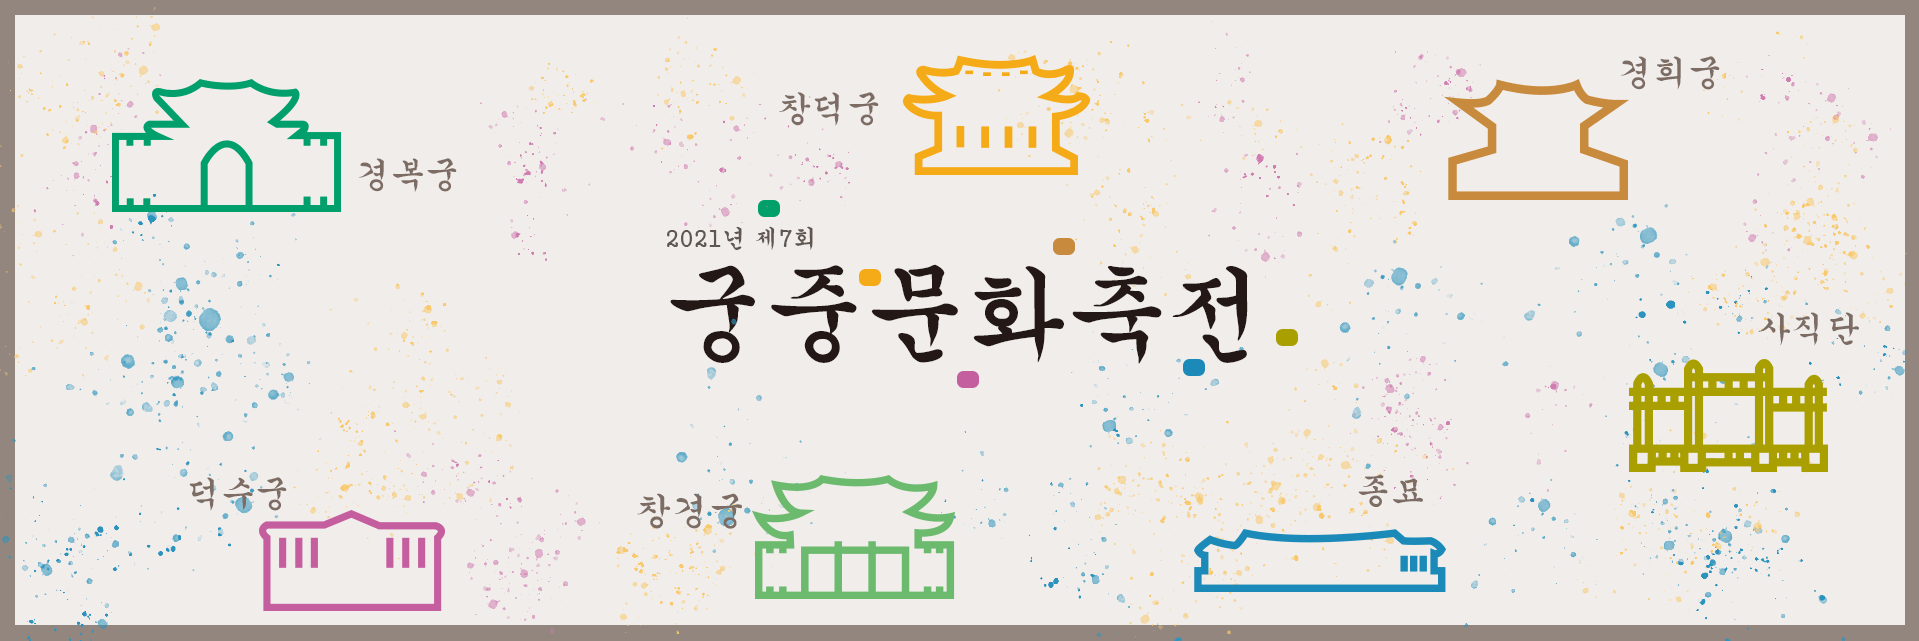 경희궁
창덕궁
경복궁
2021년 제7회
궁중문화축전
사직단
덕수궁
창경궁
종묘